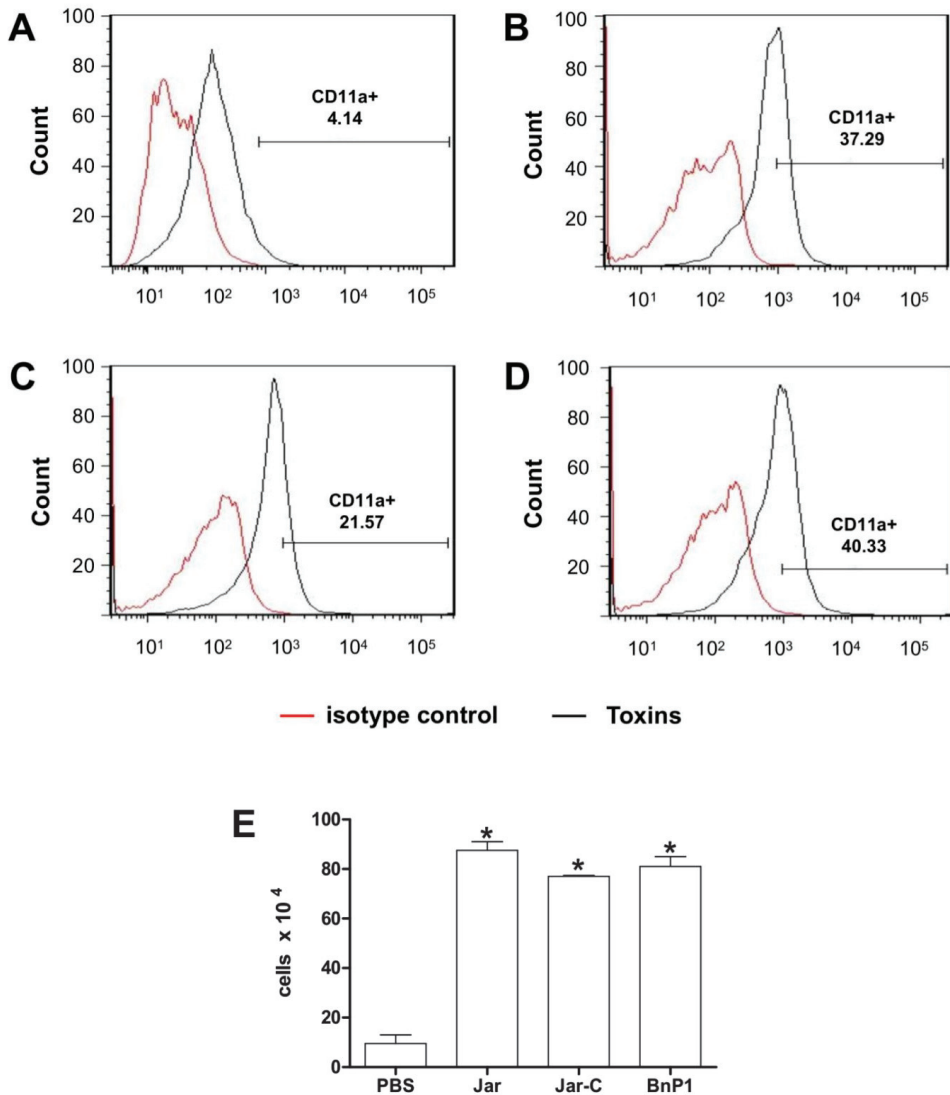 A
Count
100
80
60
40
20
CD11a+
4.14
10¹ 10² 10³ 10⁴ 10⁵
B
Count
100
80
60
40
20
CD11a+
37.29
10¹ 10² 10³ 10⁴ 10⁵
C
Count
100
80
60
40
20
CD11a+
21.57
10¹ 10² 10³ 10⁴ 10⁵
D
Count
100
80
60
40
20
CD11a+
40.33
10¹ 10² 10³ 10⁴ 10⁵
isotype control Toxins
E
cells x 10 ⁴
100
80
60
40
20
0
* * *
PBS Jar Jar-C BnP1